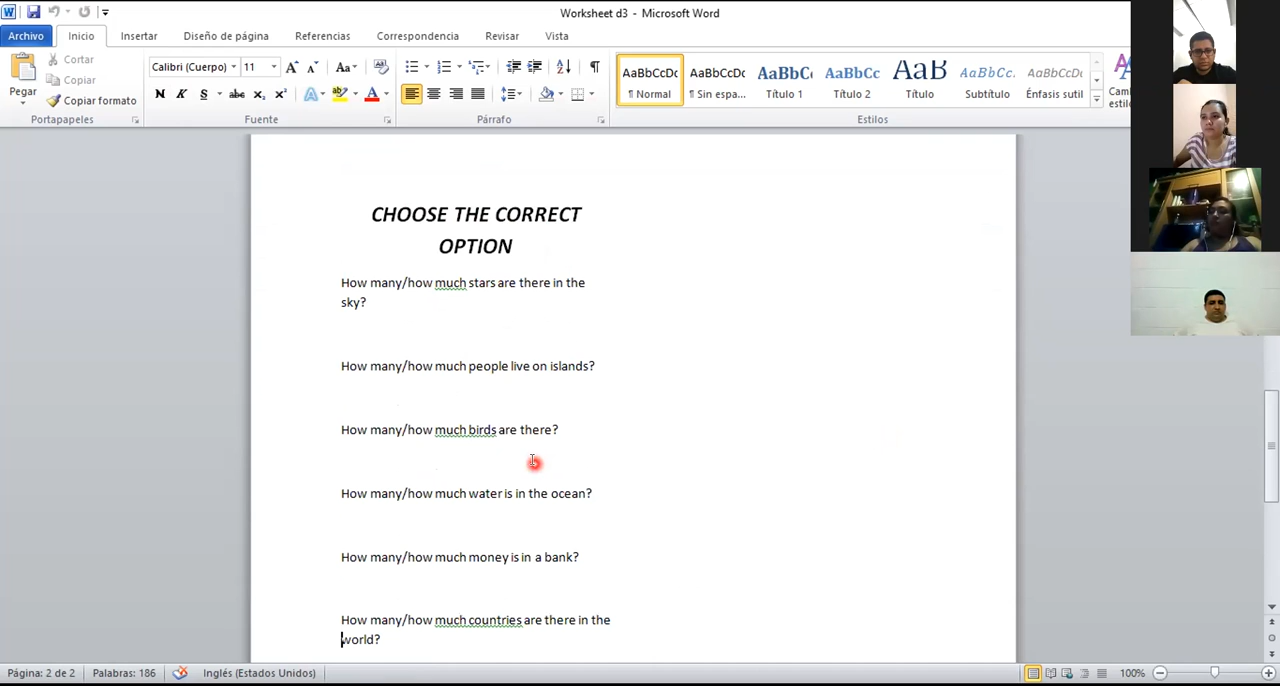 Worksheet d3 - Microsoft Word
Archivo Inicio Insertar Diseño de página Referencias Correspondencia Revisar Vista
Pegar
Cortar
Copiar
Copiar formato
Portapapeles
Calibri (Cuerpo) 11
Aa
N K S abc x₂ x² A A
Fuente
Párrafo
AaBbCcDc AaBbCcDc AaBbC AaBbCc AaB AaBbCc. AaBbCcDc
¶ Normal ¶ Sin espa... Título 1 Título 2 Título Subtítulo Énfasis sutil
Estilos
CHOOSE THE CORRECT
OPTION
How many/how much stars are there in the
sky?
How many/how much people live on islands?
How many/how much birds are there?
How many/how much water is in the ocean?
How many/how much money is in a bank?
How many/how much countries are there in the
world?
Página: 2 de 2 Palabras: 186 Inglés (Estados Unidos) 100%